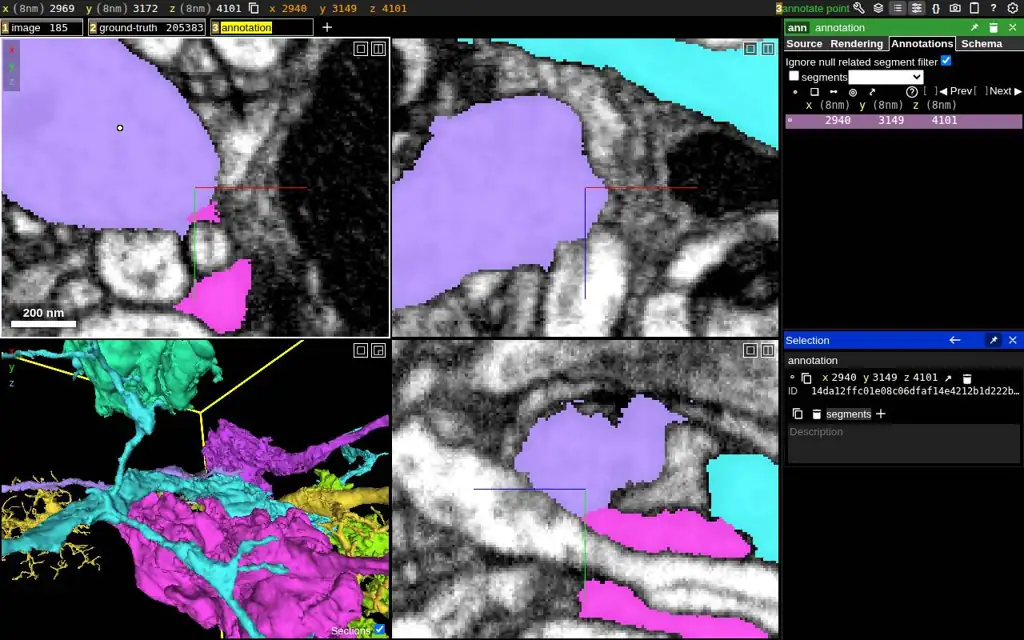 x (8nm) 2969 y (8nm) 3172 z (8nm) 4101 x 2940 y 3149 z 4101
3 annotate point {} ?
1 image 185 2 ground-truth 205383 3 annotation +
x
y
z
200 nm
x
y
z
Sections
ann annotation
Source Rendering Annotations Schema
Ignore null related segment filter
segments
? [ ]◀ Prev[ ]Next ▶
x (8nm) y (8nm) z (8nm)
2940 3149 4101
Selection
annotation
x 2940 y 3149 z 4101
ID 14da12ffc01e08c06dfaf14e4212b1d222b…
segments +
Description